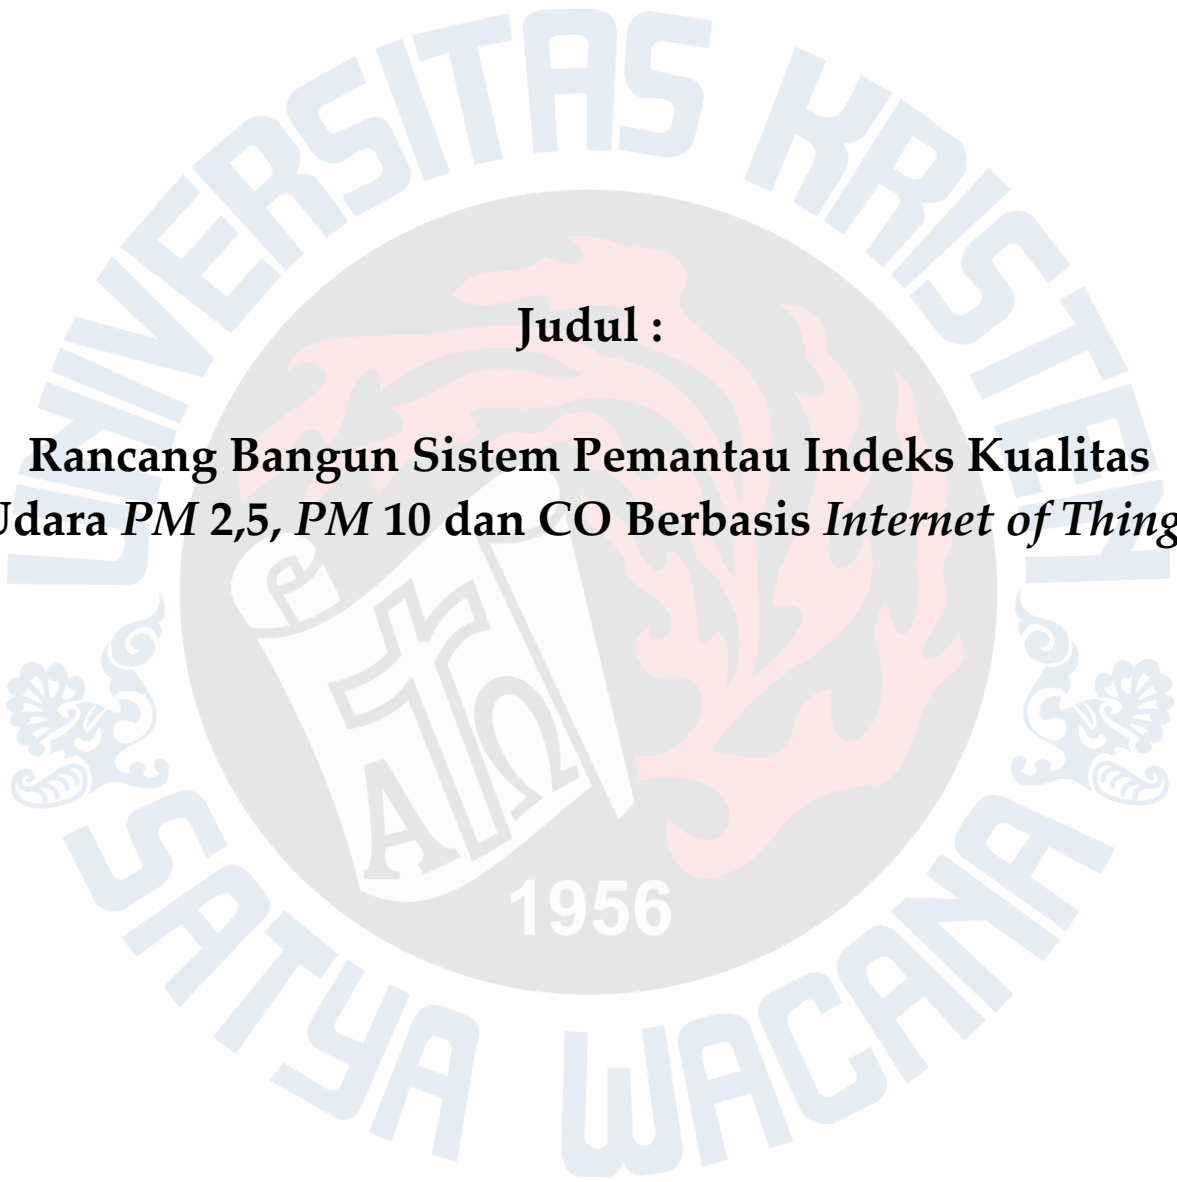 UNIVERSITAS KRISTEN
Judul :
Rancang Bangun Sistem Pemantau Indeks Kualitas
Udara PM 2,5, PM 10 dan CO Berbasis Internet of Thing
A Ω
1956
SATYA WACANA